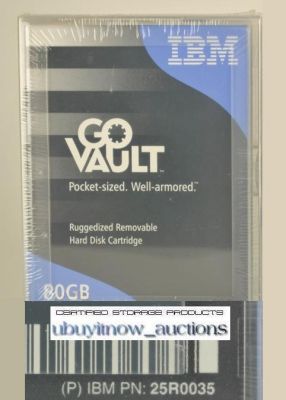 IBM
GO
VAULT™
Pocket-sized. Well-armored.™
Ruggedized Removable
Hard Disk Cartridge
80GB
CERTIFIED STORAGE PRODUCTS
ubuyitnow_auctions
(P) IBM PN: 25R0035